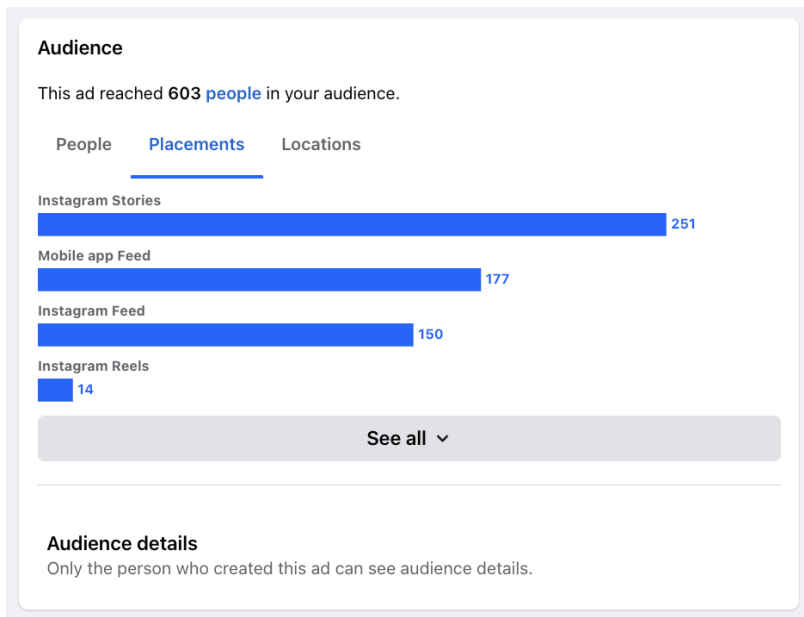 Audience
This ad reached 603 people in your audience.
People Placements Locations
Instagram Stories
251
Mobile app Feed
177
Instagram Feed
150
Instagram Reels
14
See all
Audience details
Only the person who created this ad can see audience details.